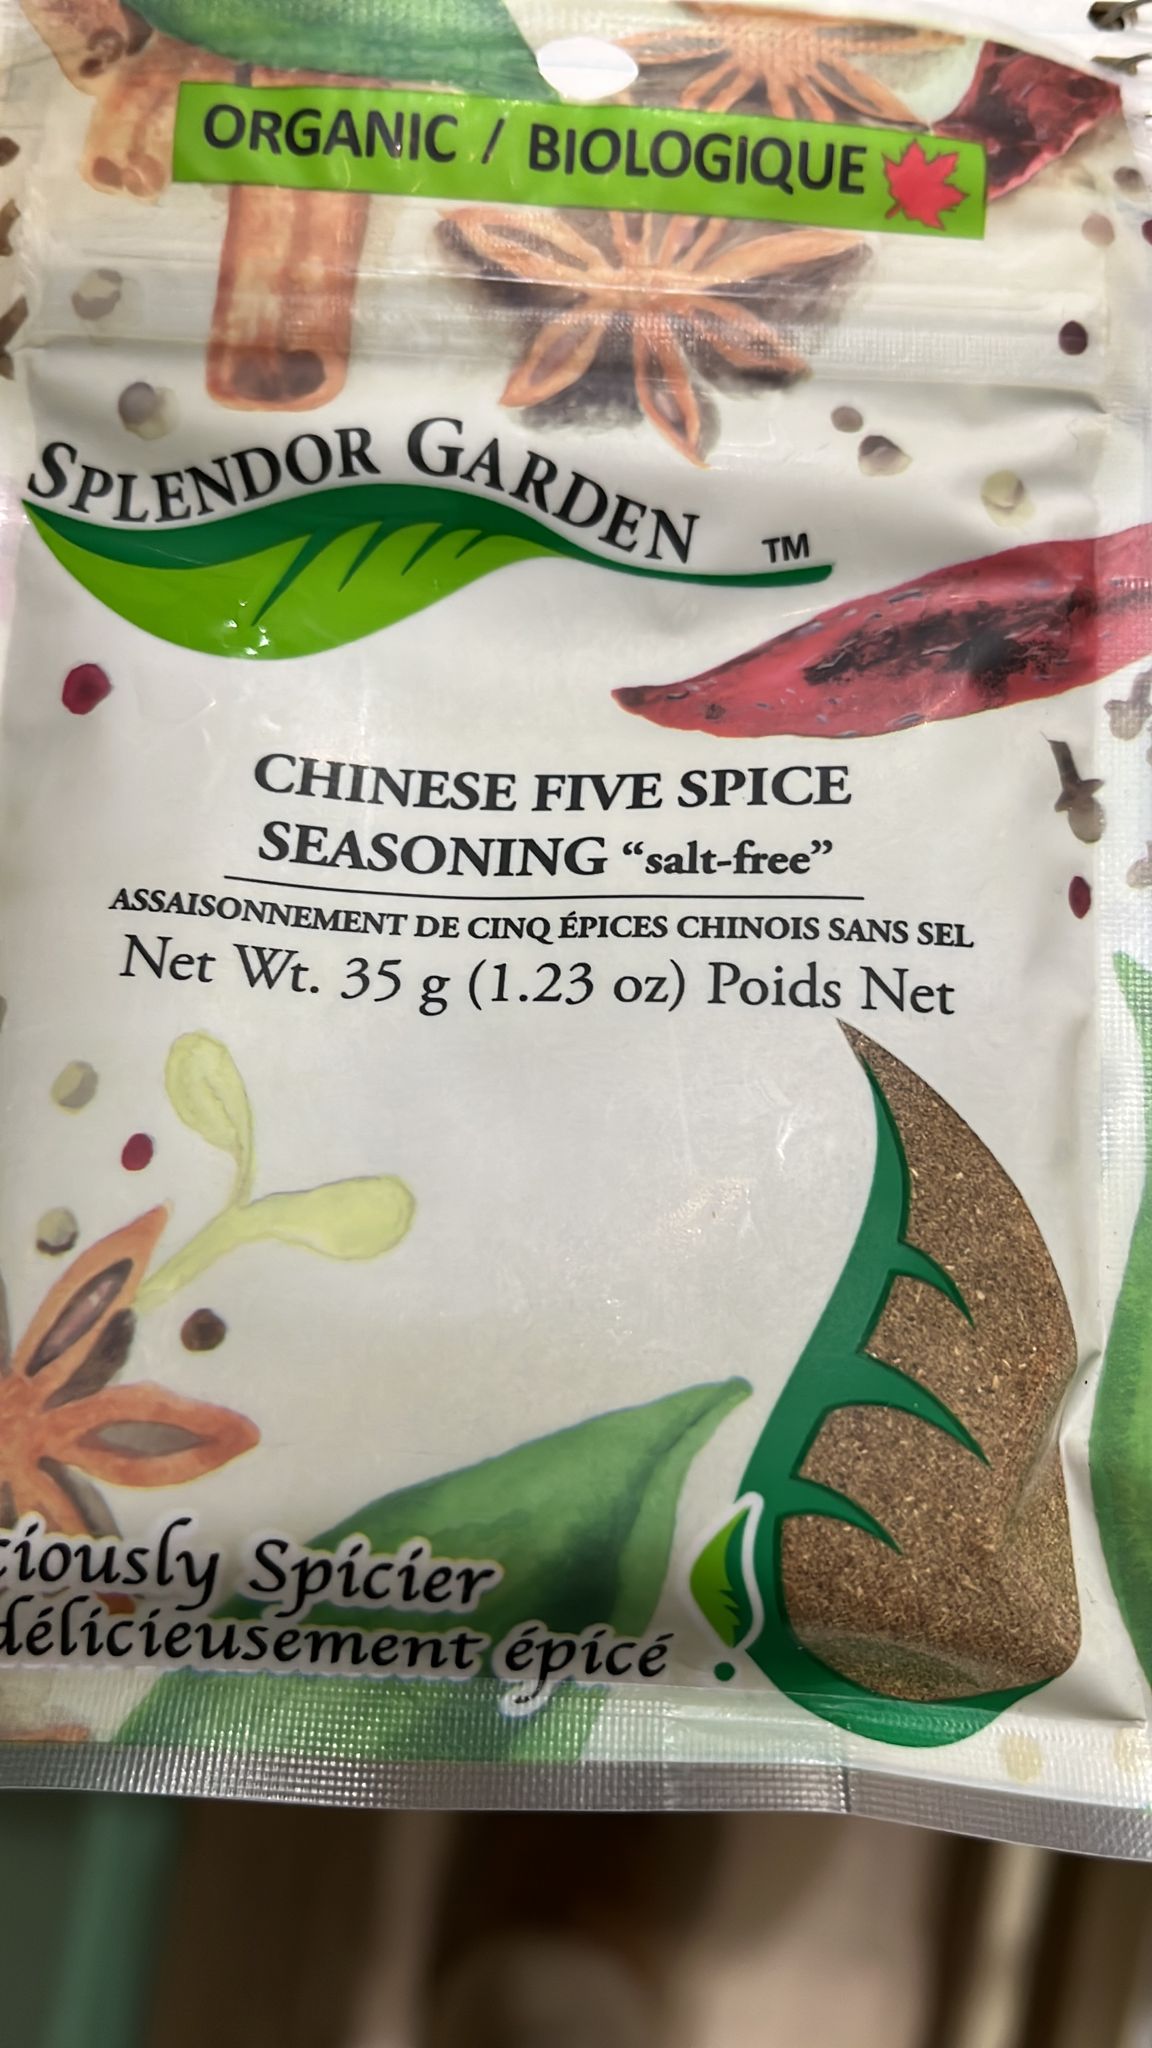 ORGANIC / BIOLOGIQUE
SPLENDOR GARDEN ™
CHINESE FIVE SPICE
SEASONING “salt-free”
ASSAISONNEMENT DE CINQ ÉPICES CHINOIS SANS SEL
Net Wt. 35 g (1.23 oz) Poids Net
Spicier
délicieusement épicé